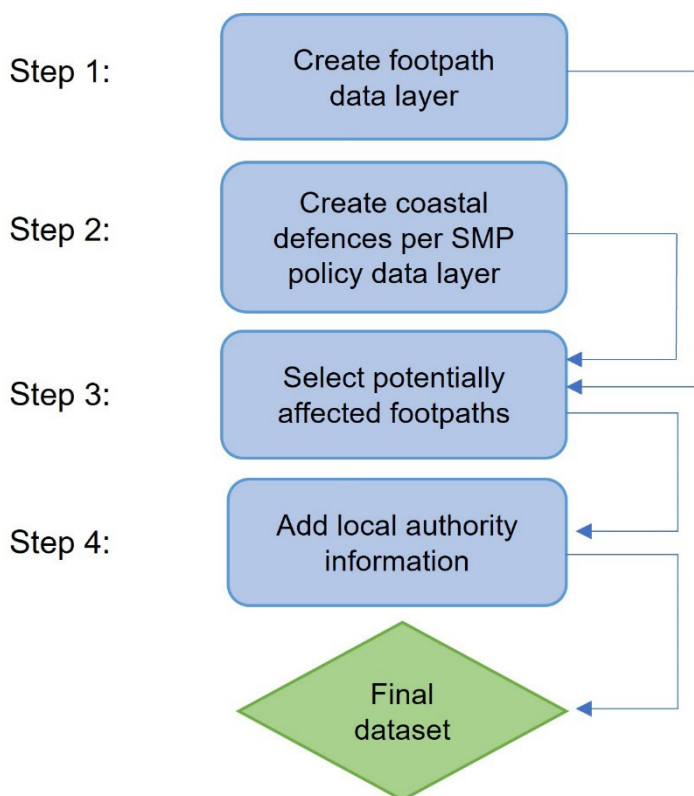 Step 1:
Create footpath
data layer
Step 2:
Create coastal
defences per SMP
policy data layer
Step 3:
Select potentially
affected footpaths
Step 4:
Add local authority
information
Final
dataset